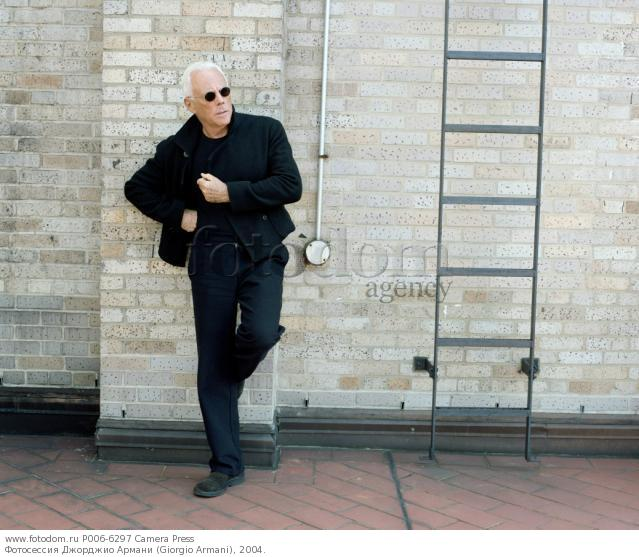 fotodom
agency
www.fotodom.ru P006-6297 Camera Press
Фотосессия Джорджио Армани (Giorgio Armani), 2004.